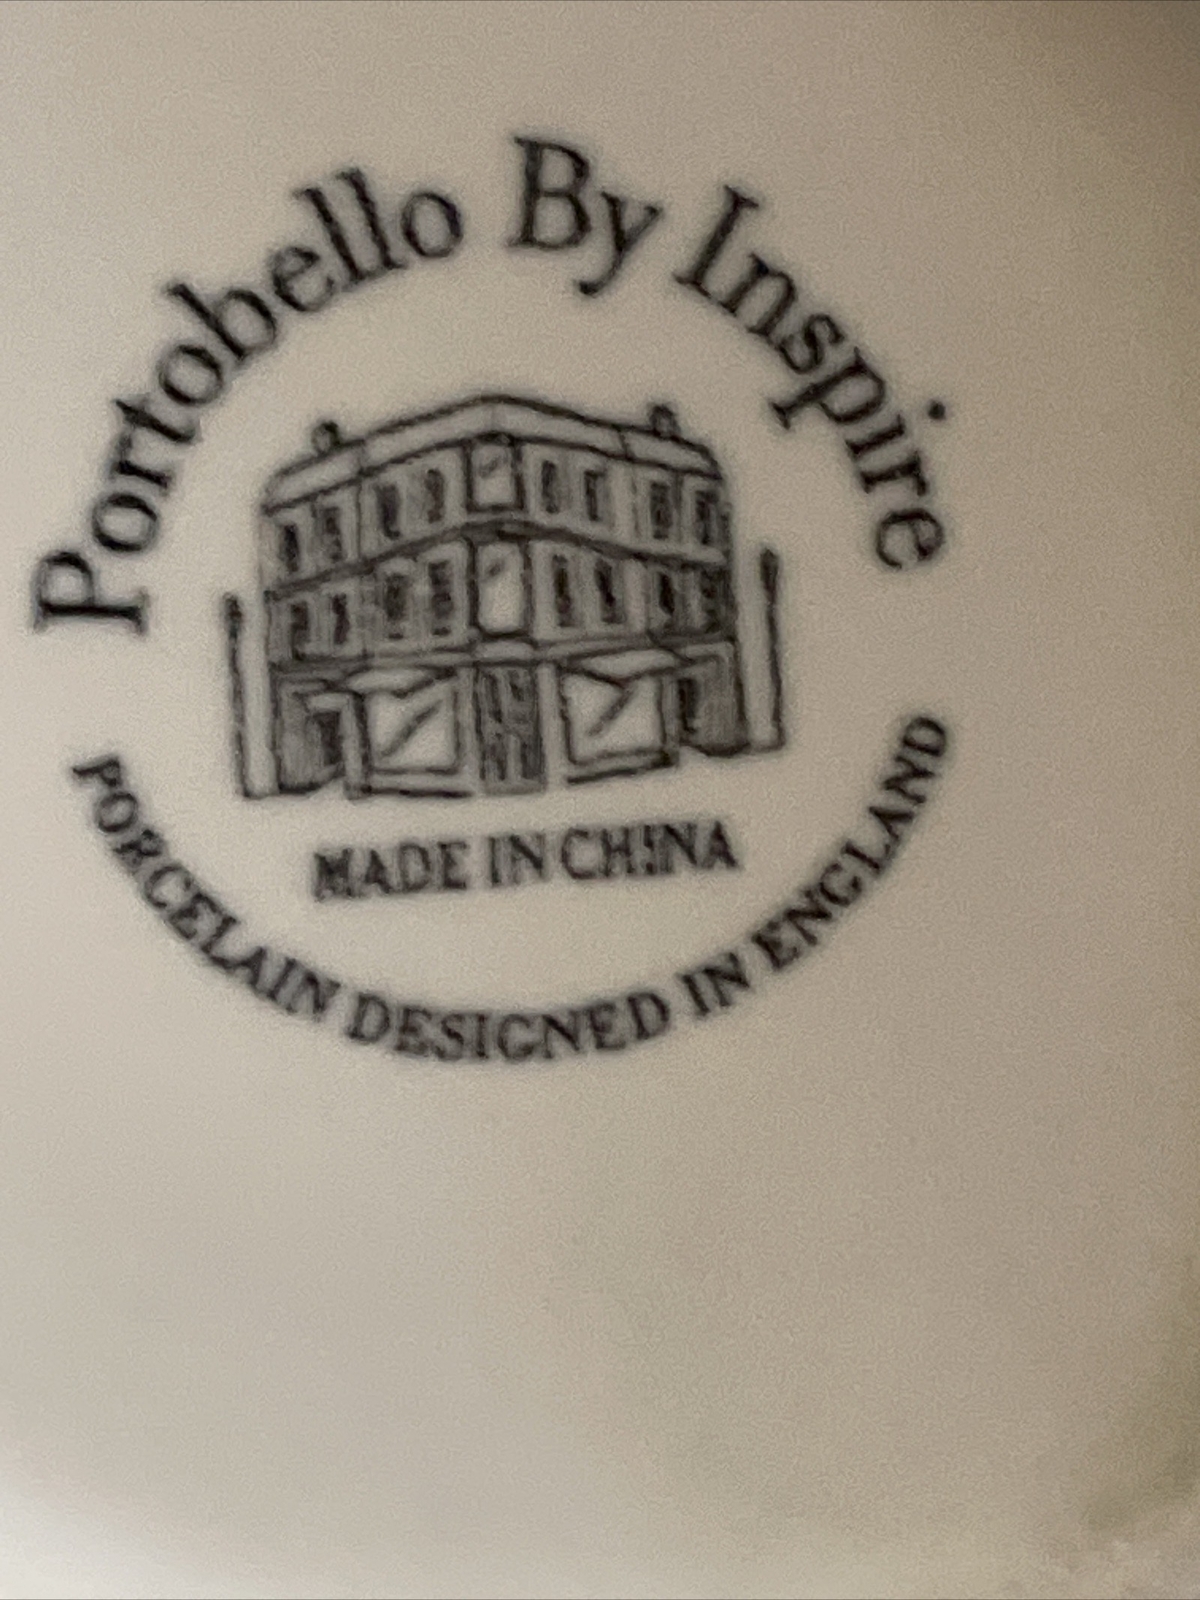 Portobello By Inspire
MADE IN CHINA
PORCELAIN DESIGNED IN ENGLAND